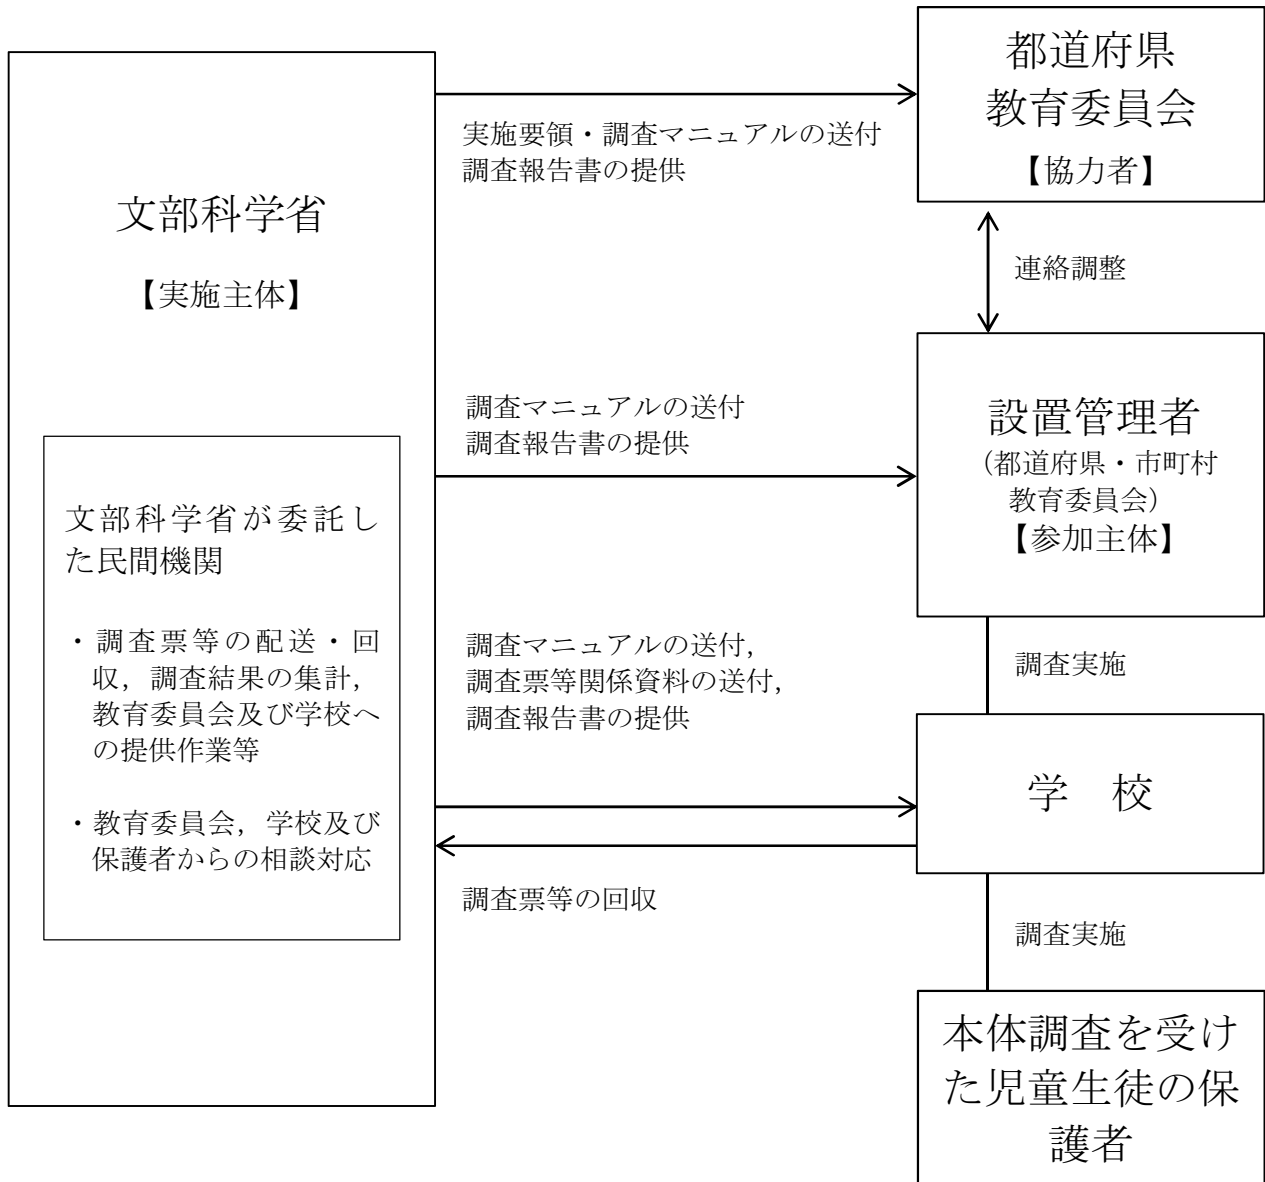 都道府県
教育委員会
【協力者】
実施要領・調査マニュアルの送付
調査報告書の提供
文部科学省
【実施主体】
連絡調整
調査マニュアルの送付
調査報告書の提供
設置管理者
（都道府県・市町村
教育委員会）
【参加主体】
文部科学省が委託し
た民間機関
・調査票等の配送・回
収，調査結果の集計，
教育委員会及び学校へ
の提供作業等
・教育委員会，学校及び
保護者からの相談対応
調査マニュアルの送付，
調査票等関係資料の送付，
調査報告書の提供
調査実施
学　校
調査票等の回収
調査実施
本体調査を受け
た児童生徒の保
護者